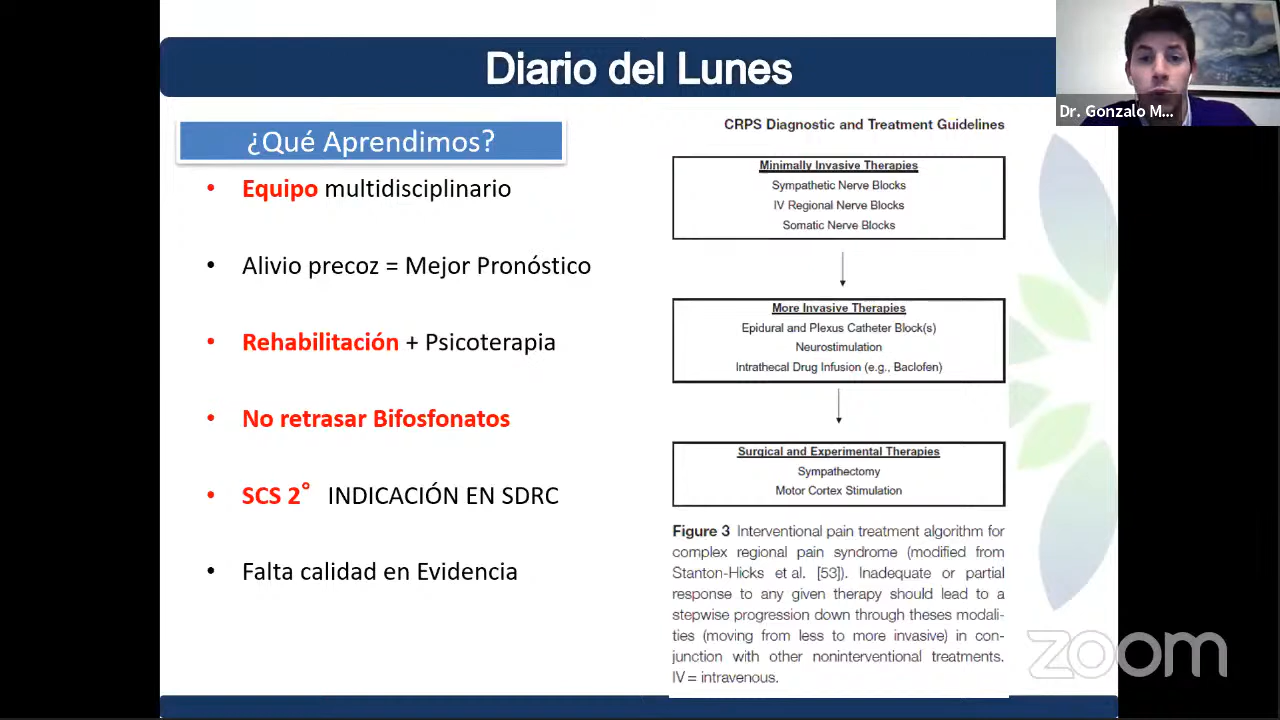 Diario del Lunes
Dr. Gonzalo M...
¿Qué Aprendimos?
• Equipo multidisciplinario
• Alivio precoz = Mejor Pronóstico
• Rehabilitación + Psicoterapia
• No retrasar Bifosfonatos
• SCS 2° INDICACIÓN EN SDRC
• Falta calidad en Evidencia
CRPS Diagnostic and Treatment Guidelines
Minimally Invasive Therapies
Sympathetic Nerve Blocks
IV Regional Nerve Blocks
Somatic Nerve Blocks
More Invasive Therapies
Epidural and Plexus Catheter Block(s)
Neurostimulation
Intrathecal Drug Infusion (e.g., Baclofen)
Surgical and Experimental Therapies
Sympathectomy
Motor Cortex Stimulation
Figure 3 Interventional pain treatment algorithm for
complex regional pain syndrome (modified from
Stanton-Hicks et al. [53]). Inadequate or partial
response to any given therapy should lead to a
stepwise progression down through theses modali-
ties (moving from less to more invasive) in con-
junction with other noninterventional treatments.
IV = intravenous.
zoom